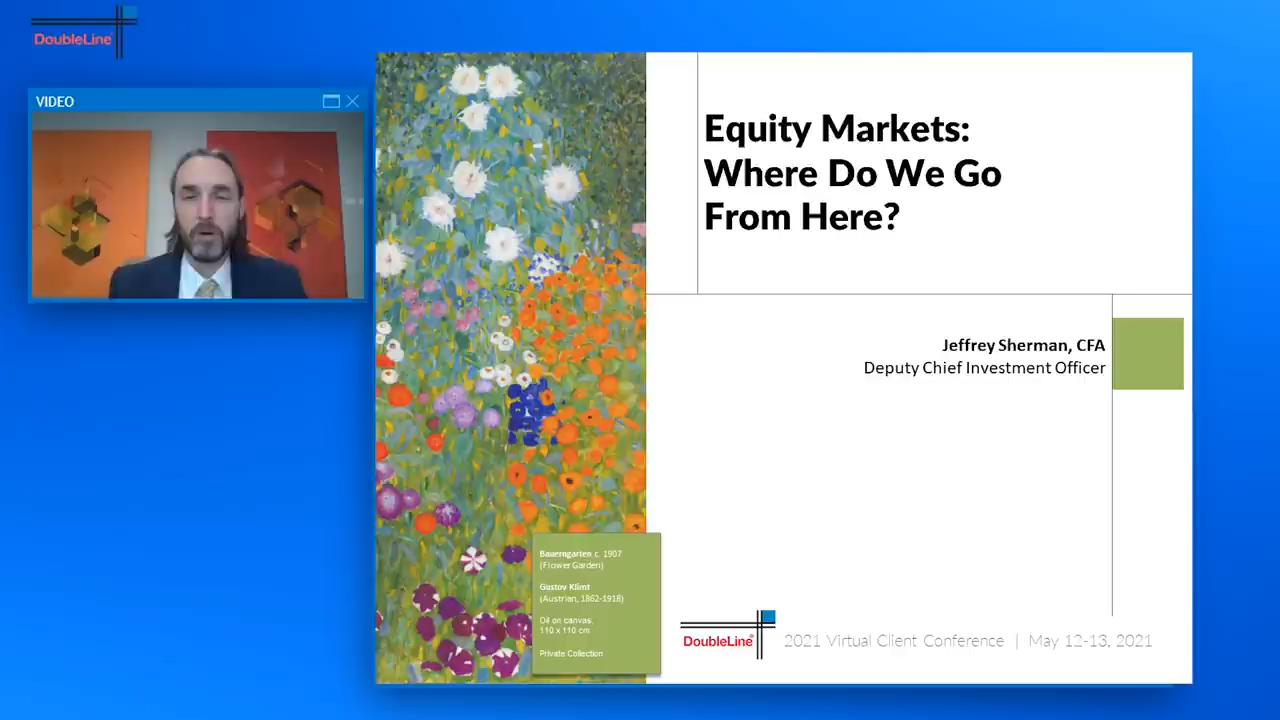 DoubleLine®
VIDEO
Equity Markets:
Where Do We Go
From Here?
Jeffrey Sherman, CFA
Deputy Chief Investment Officer
Bauerngarten c. 1907
(Flower Garden)
Gustov Klimt
(Austrian, 1862-1918)
Oil on canvas,
110 x 110 cm
Private Collection
DoubleLine®
2021 Virtual Client Conference | May 12-13, 2021